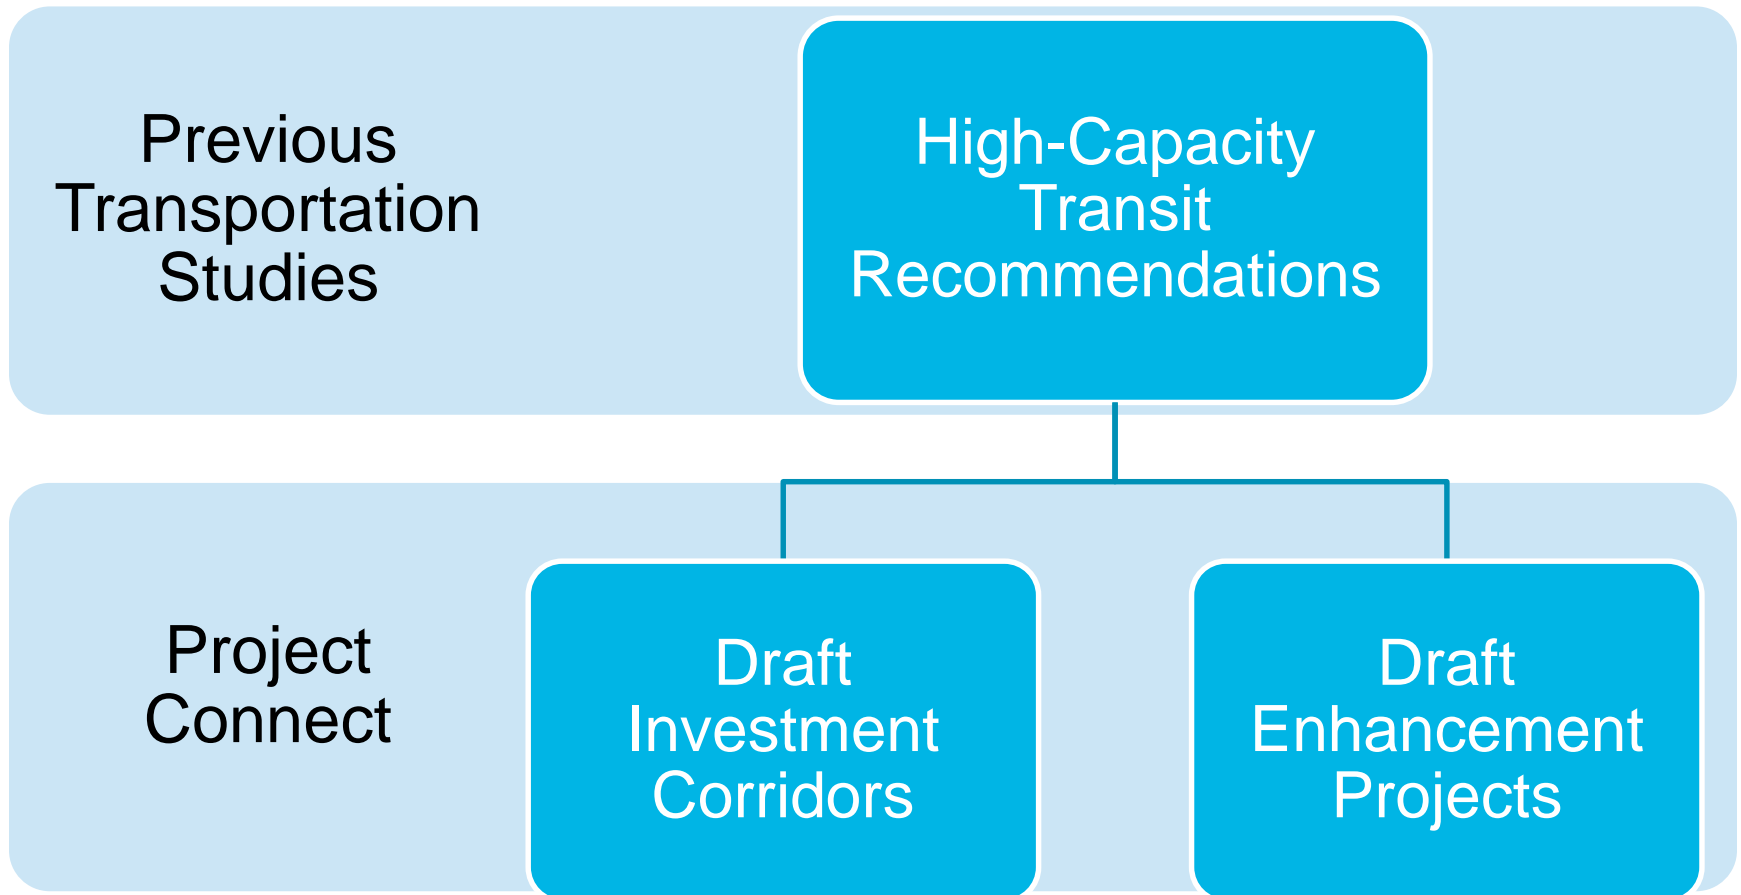 Previous
Transportation
Studies
High-Capacity
Transit
Recommendations
Project
Connect
Draft
Investment
Corridors
Draft
Enhancement
Projects